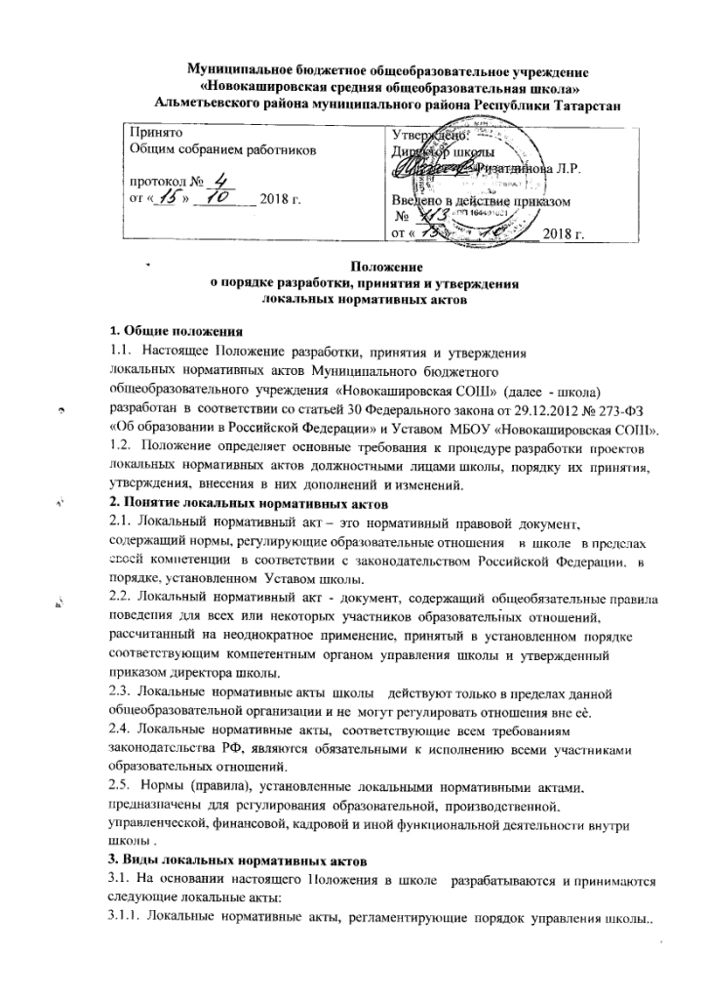 Муниципальное бюджетное общеобразовательное учреждение
«Новокашировская средняя общеобразовательная школа»
Альметьевского района муниципального района Республики Татарстан
Принято
Общим собранием работников
протокол № 4
от «15» 10 2018 г.
Утверждено:
Директор школы
Ризатдинова Л.Р.
Введено в действие приказом
№ 113
от «15» 10 2018 г.
Положение
о порядке разработки, принятия и утверждения
локальных нормативных актов
1. Общие положения
1.1. Настоящее Положение разработки, принятия и утверждения
локальных нормативных актов Муниципального бюджетного
общеобразовательного учреждения «Новокашировская СОШ» (далее - школа)
разработан в соответствии со статьей 30 Федерального закона от 29.12.2012 № 273-ФЗ
«Об образовании в Российской Федерации» и Уставом МБОУ «Новокашировская СОШ».
1.2. Положение определяет основные требования к процедуре разработки проектов
локальных нормативных актов должностными лицами школы, порядку их принятия,
утверждения, внесения в них дополнений и изменений.
2. Понятие локальных нормативных актов
2.1. Локальный нормативный акт – это нормативный правовой документ,
содержащий нормы, регулирующие образовательные отношения в школе в пределах
своей компетенции в соответствии с законодательством Российской Федерации. в
порядке, установленном Уставом школы.
2.2. Локальный нормативный акт - документ, содержащий общеобязательные правила
поведения для всех или некоторых участников образовательных отношений,
рассчитанный на неоднократное применение, принятый в установленном порядке
соответствующим компетентным органом управления школы и утвержденный
приказом директора школы.
2.3. Локальные нормативные акты школы действуют только в пределах данной
общеобразовательной организации и не могут регулировать отношения вне её.
2.4. Локальные нормативные акты, соответствующие всем требованиям
законодательства РФ, являются обязательными к исполнению всеми участниками
образовательных отношений.
2.5. Нормы (правила), установленные локальными нормативными актами,
предназначены для регулирования образовательной, производственной,
управленческой, финансовой, кадровой и иной функциональной деятельности внутри
школы .
3. Виды локальных нормативных актов
3.1. На основании настоящего Положения в школе разрабатываются и принимаются
следующие локальные акты:
3.1.1. Локальные нормативные акты, регламентирующие порядок управления школы..